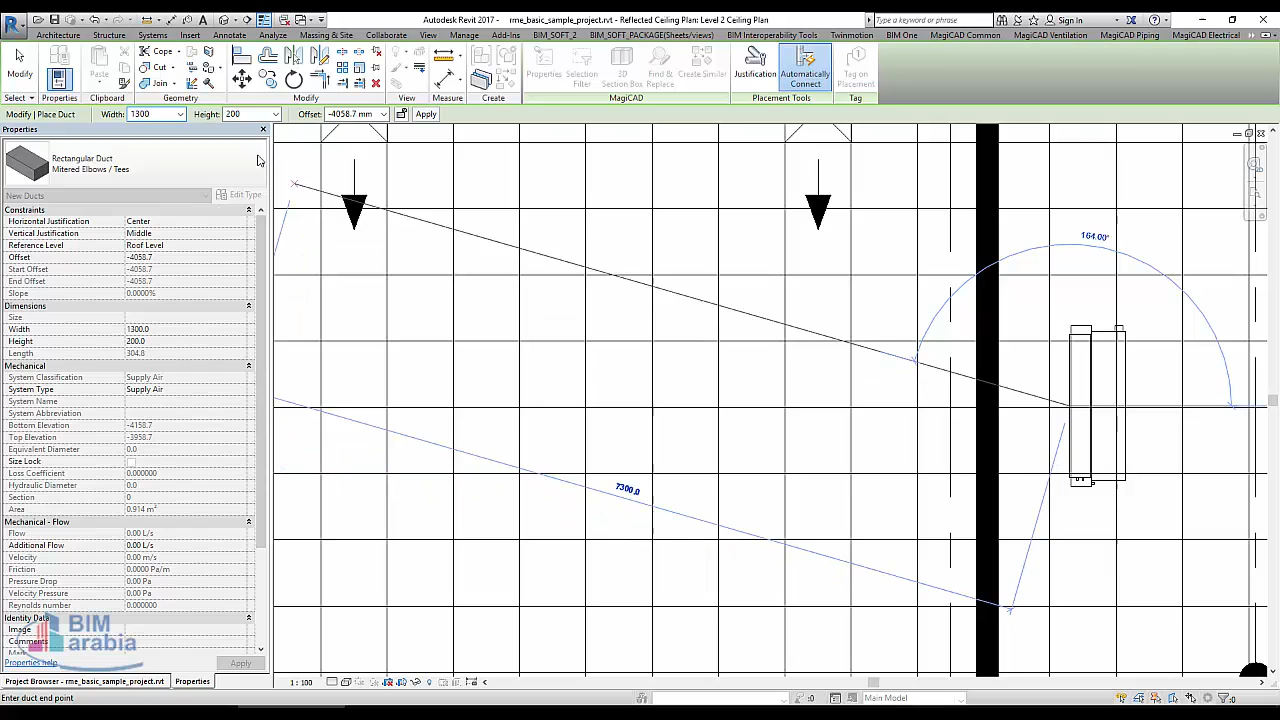 Autodesk Revit 2017 - rme_basic_sample_project.rvt - Reflected Ceiling Plan: Level 2 Ceiling Plan
Type a keyword or phrase
Sign In
Architecture Structure Systems Insert Annotate Analyze Massing & Site Collaborate View Manage Add-Ins BIM_SOFT_2 BIM_SOFT_PACKAGE(Sheets/views) BIM Interoperability Tools Twinmotion BIM One MagiCAD Common MagiCAD Ventilation MagiCAD Piping MagiCAD Electrical
Modify
Paste
Cope
Cut
Join
Properties
Selection Filter
3D Section Box
Find & Replace
Create Similar
Justification
Automatically Connect
Tag on Placement
Select Properties Clipboard Geometry Modify View Measure Create MagiCAD Placement Tools Tag
Modify | Place Duct Width: 1300 Height: 200 Offset: -4058.7 mm Apply
Properties
Rectangular Duct
Mitered Elbows / Tees
New Ducts Edit Type
Constraints
Horizontal Justification Center
Vertical Justification Middle
Reference Level Roof Level
Offset -4058.7
Start Offset -4058.7
End Offset -4058.7
Slope 0.0000%
Dimensions
Size
Width 1300.0
Height 200.0
Length 304.8
Mechanical
System Classification Supply Air
System Type Supply Air
System Name
System Abbreviation
Bottom Elevation -4158.7
Top Elevation -3958.7
Equivalent Diameter 0.0
Size Lock
Loss Coefficient 0.000000
Hydraulic Diameter 0.0
Section 0
Area 0.914 m²
Mechanical - Flow
Flow 0.00 L/s
Additional Flow 0.00 L/s
Velocity 0.00 m/s
Friction 0.0000 Pa/m
Pressure Drop 0.00 Pa
Velocity Pressure 0.00 Pa
Reynolds number 0.000000
Identity Data
Image
Comments
BIM
arabia
Properties help
Apply
164.00°
7300.0
Project Browser - rme_basic_sample_project.rvt Properties
1 : 100
Enter duct end point
:0
Main Model
:0